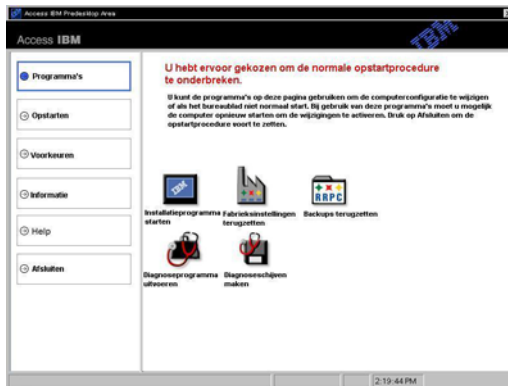 Access IBM Predesktop Area
Access IBM
IBM
Programma's
Opstarten
Voorkeuren
Informatie
Help
Afsluiten
U hebt ervoor gekozen om de normale opstartprocedure
te onderbreken.
U kunt de programma's op deze pagina gebruiken om de computerconfiguratie te wijzigen
of als het bureaublad niet normaal start. Bij gebruik van deze programma's moet u mogelijk
de computer opnieuw starten om de wijzigingen te activeren. Druk op Afsluiten om de
opstartprocedure voort te zetten.
IBM
Installatieprogramma
starten
Fabrieksinstellingen
terugzetten
RRPC
Backups terugzetten
Diagnoseprogramma
uitvoeren
Diagnoseschijven
maken
2:19:44 PM